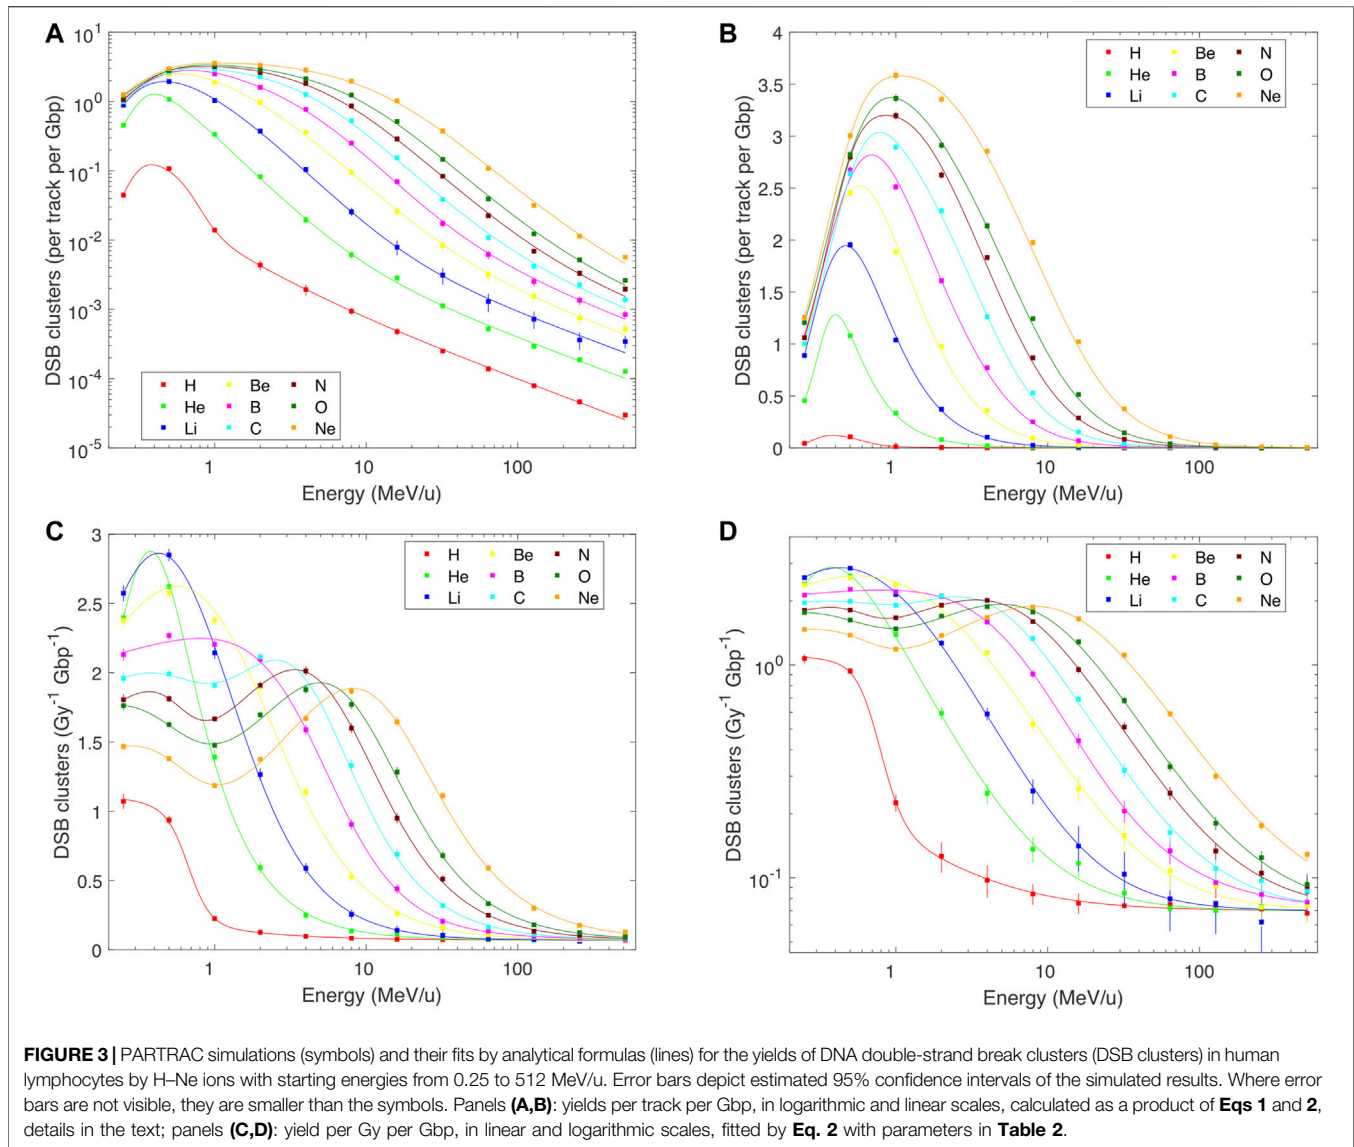 A
10^1
10^0
10^-1
10^-2
10^-3
10^-4
10^-5
DSB clusters (per track per Gbp)
H Be N
He B O
Li C Ne
1 10 100
Energy (MeV/u)
B
4
3.5
3
2.5
2
1.5
1
0.5
0
DSB clusters (per track per Gbp)
H Be N
He B O
Li C Ne
1 10 100
Energy (MeV/u)
C
3
2.5
2
1.5
1
0.5
0
DSB clusters (Gy^-1 Gbp^-1)
H Be N
He B O
Li C Ne
1 10 100
Energy (MeV/u)
D
10^0
10^-1
DSB clusters (Gy^-1 Gbp^-1)
H Be N
He B O
Li C Ne
1 10 100
Energy (MeV/u)
FIGURE 3 | PARTRAC simulations (symbols) and their fits by analytical formulas (lines) for the yields of DNA double-strand break clusters (DSB clusters) in human
lymphocytes by H–Ne ions with starting energies from 0.25 to 512 MeV/u. Error bars depict estimated 95% confidence intervals of the simulated results. Where error
bars are not visible, they are smaller than the symbols. Panels (A,B): yields per track per Gbp, in logarithmic and linear scales, calculated as a product of Eqs 1 and 2,
details in the text; panels (C,D): yield per Gy per Gbp, in linear and logarithmic scales, fitted by Eq. 2 with parameters in Table 2.